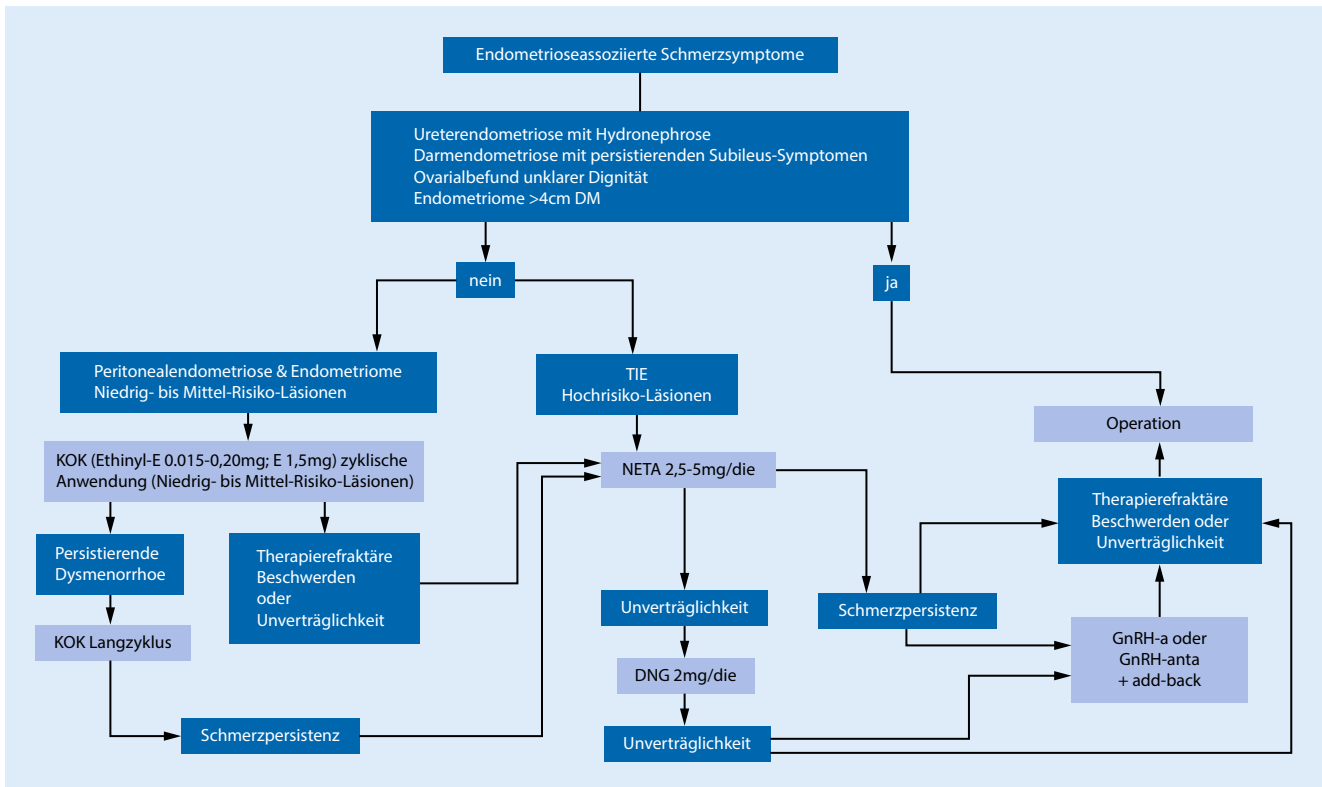 Endometrioseassoziierte Schmerzsymptome
Ureterendometriose mit Hydronephrose
Darmendometriose mit persistierenden Subileus-Symptomen
Ovarialbefund unklarer Dignität
Endometriome >4cm DM
nein
ja
Peritonealendometriose & Endometriome
Niedrig- bis Mittel-Risiko-Läsionen
TIE
Hochrisiko-Läsionen
Operation
KOK (Ethinyl-E 0.015-0,20mg; E 1,5mg) zyklische
Anwendung (Niedrig- bis Mittel-Risiko-Läsionen)
NETA 2,5-5mg/die
Therapierefraktäre
Beschwerden oder
Unverträglichkeit
Persistierende
Dysmenorrhoe
Therapierefraktäre
Beschwerden
oder
Unverträglichkeit
Unverträglichkeit
Schmerzpersistenz
KOK Langzyklus
DNG 2mg/die
GnRH-a oder
GnRH-anta
+ add-back
Schmerzpersistenz
Unverträglichkeit